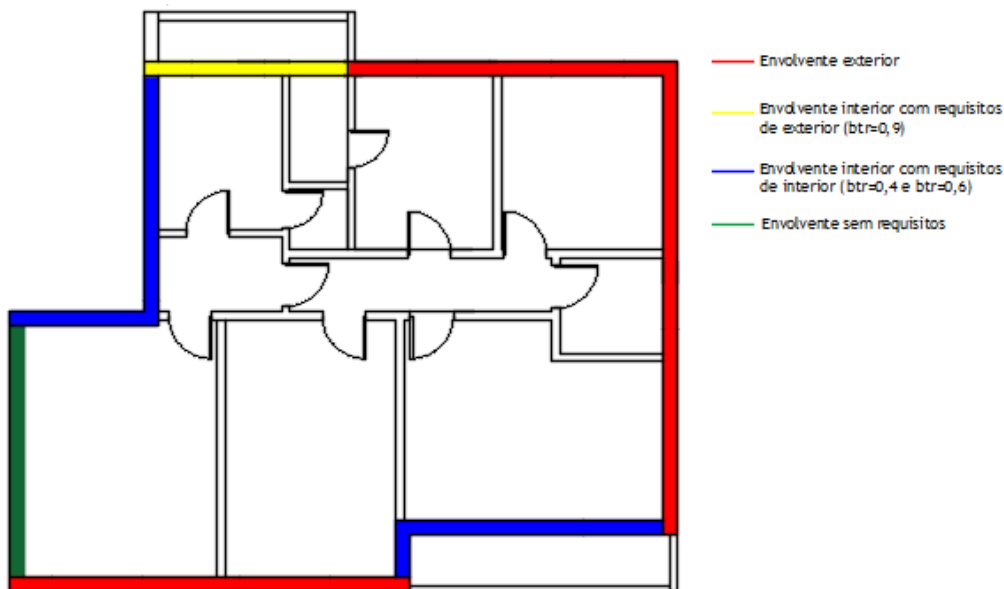 Envolvente exterior
Envolvente interior com requisitos
de exterior (btr=0,9)
Envolvente interior com requisitos
de interior (btr=0,4 e btr=0,6)
Envolvente sem requisitos